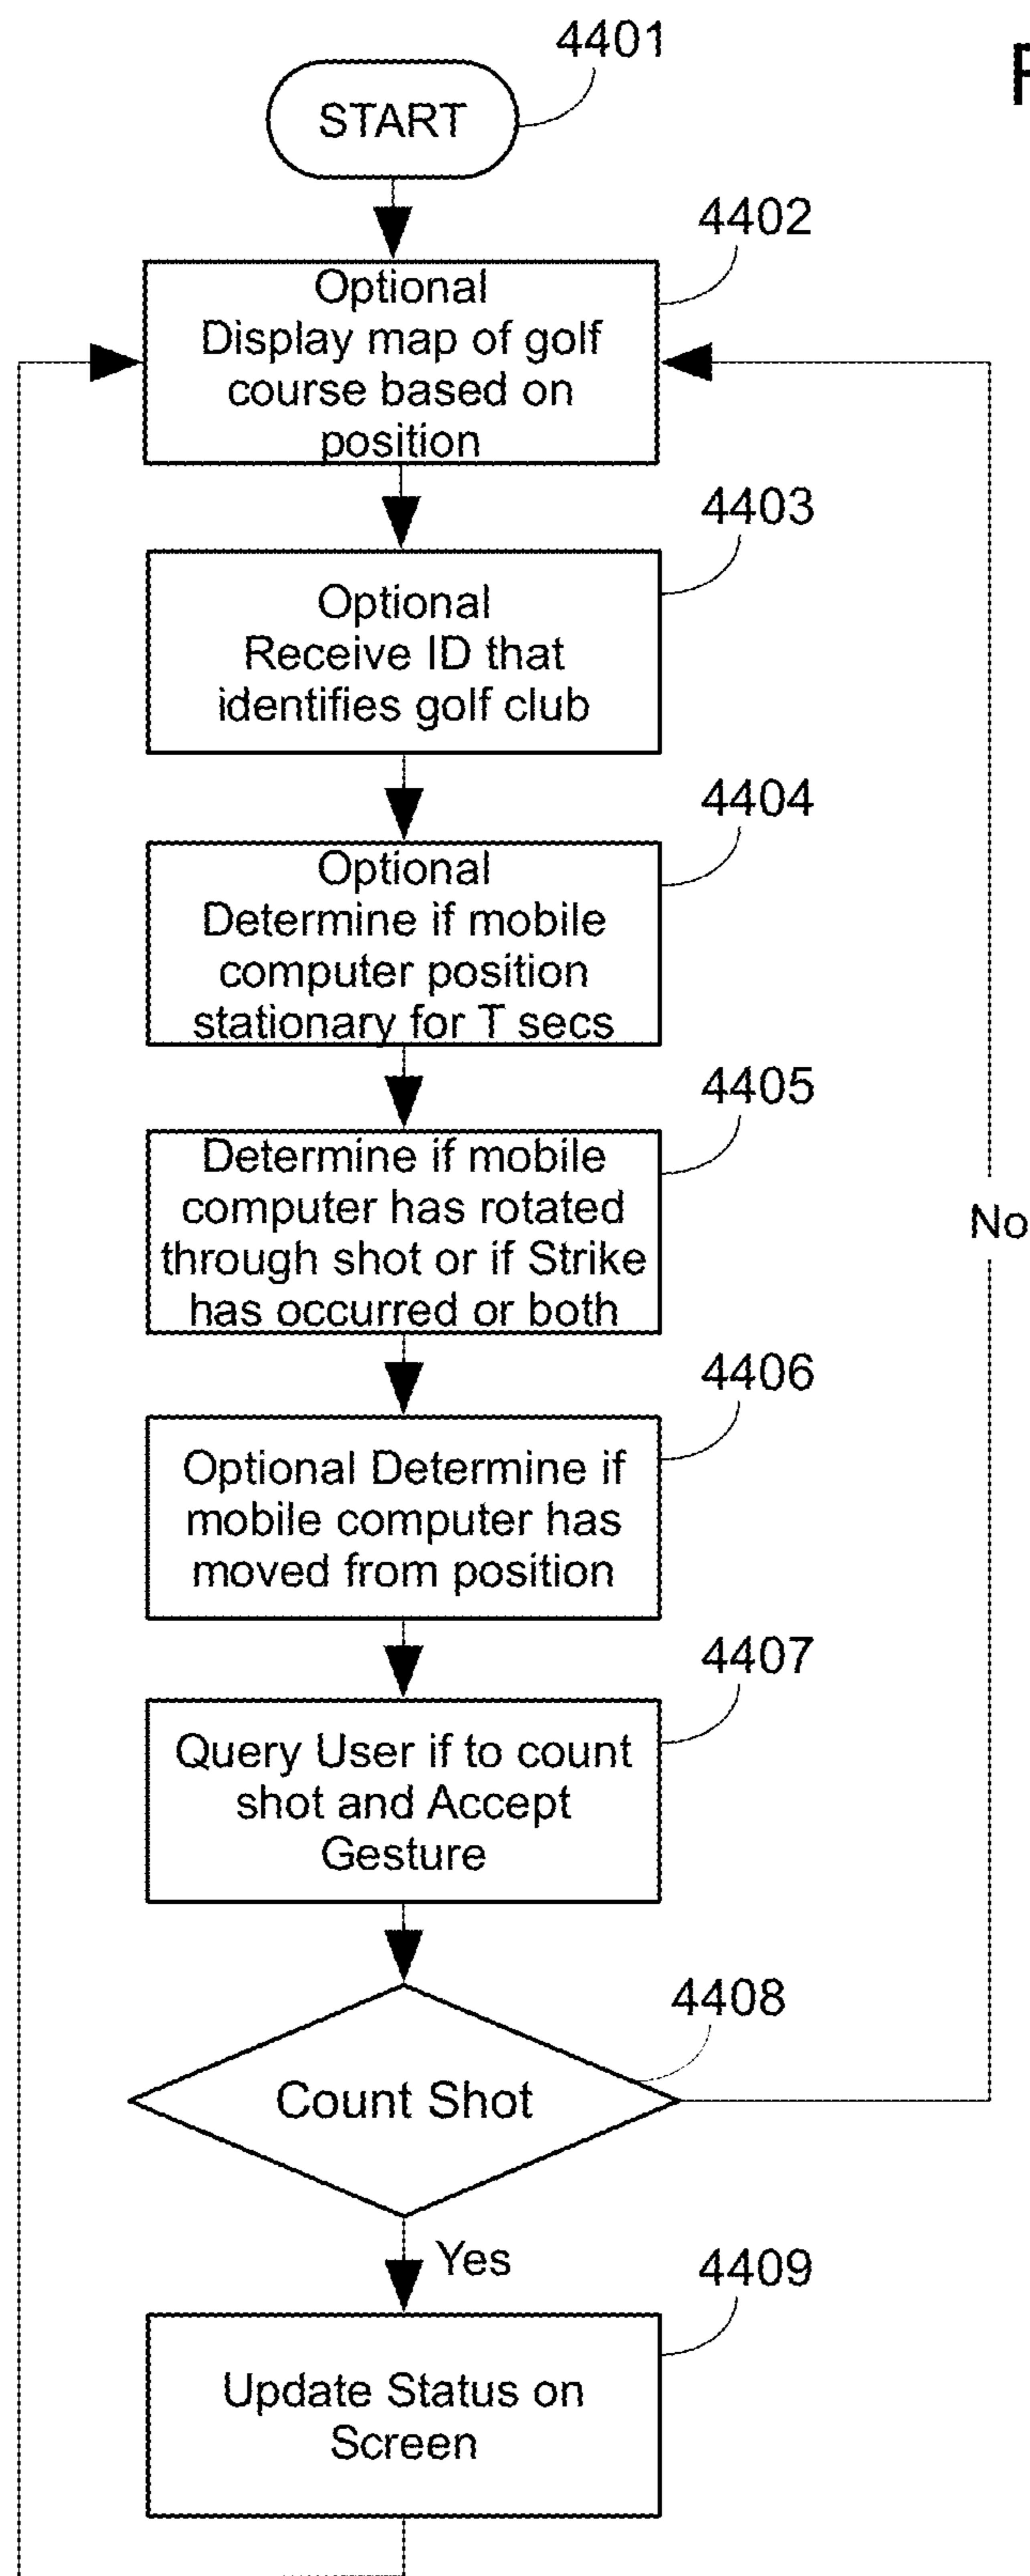 4401
START
4402
Optional
Display map of golf
course based on
position
4403
Optional
Receive ID that
identifies golf club
4404
Optional
Determine if mobile
computer position
stationary for T secs
4405
Determine if mobile
computer has rotated
through shot or if Strike
has occurred or both
No
4406
Optional Determine if
mobile computer has
moved from position
4407
Query User if to count
shot and Accept
Gesture
4408
Count Shot
Yes
4409
Update Status on
Screen